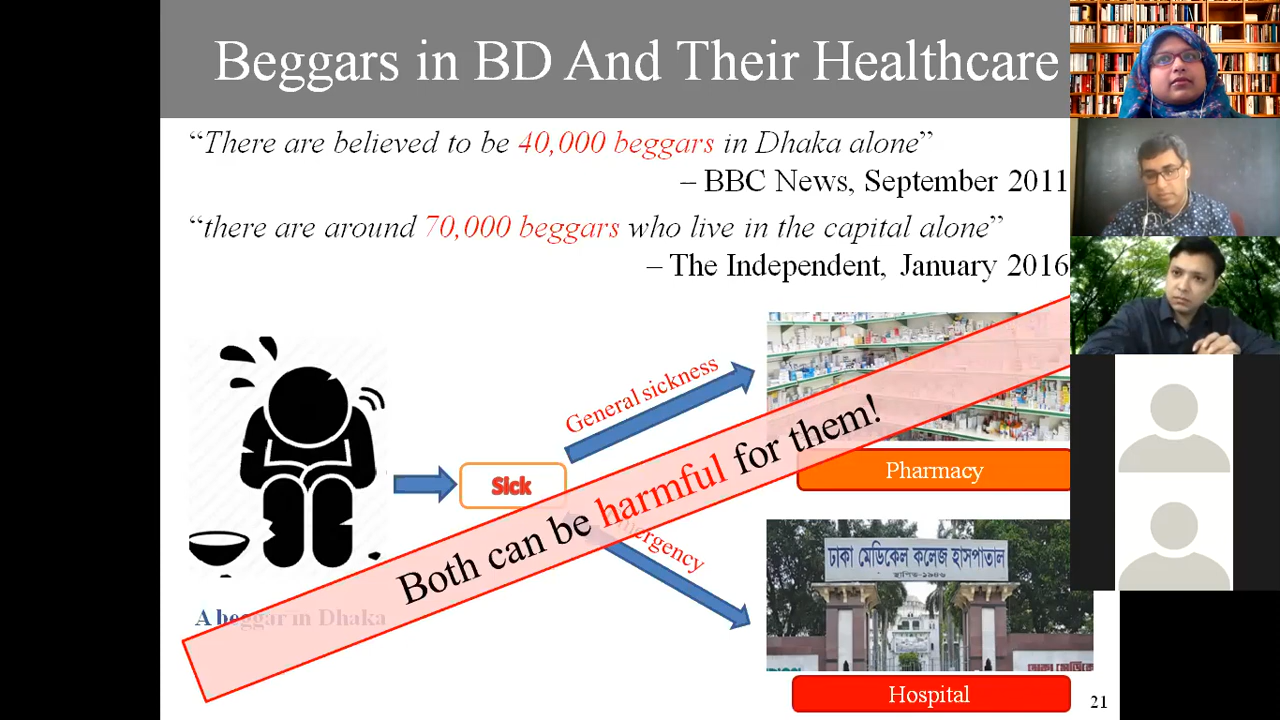 Beggars in BD And Their Healthcare
“There are believed to be 40,000 beggars in Dhaka alone”
– BBC News, September 2011
“there are around 70,000 beggars who live in the capital alone”
– The Independent, January 2016
General sickness
Sick
Both can be harmful for them!
Pharmacy
ঢাকা মেডিকেল কলেজ হাসপাতাল
স্থাপিত-১৯৪৬
A beggar in Dhaka
Hospital
21